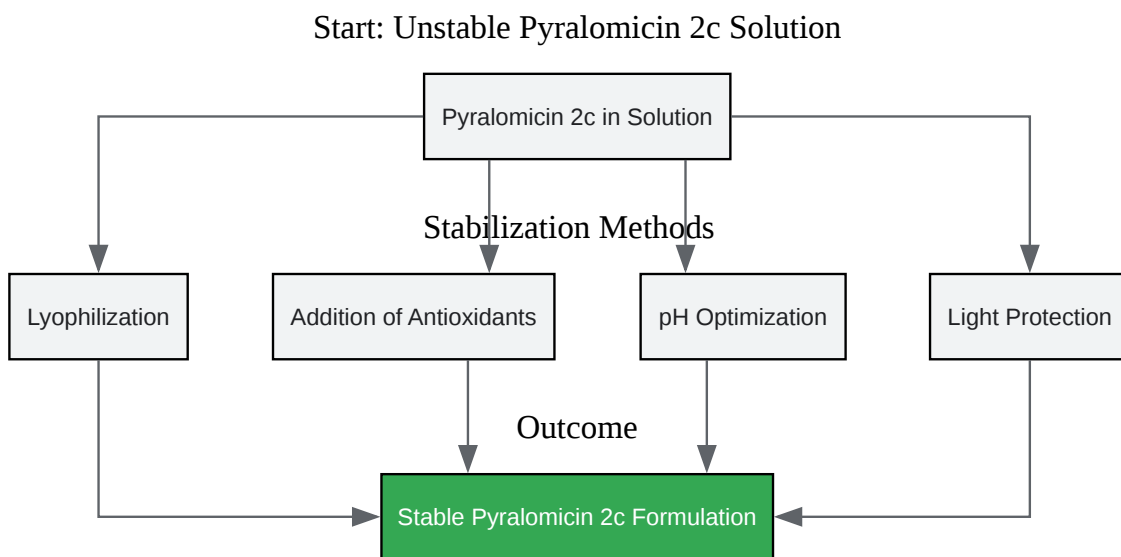 Start: Unstable Pyralomicin 2c Solution
Pyralomicin 2c in Solution
Stabilization Methods
Lyophilization
Addition of Antioxidants
pH Optimization
Light Protection
Outcome
Stable Pyralomicin 2c Formulation